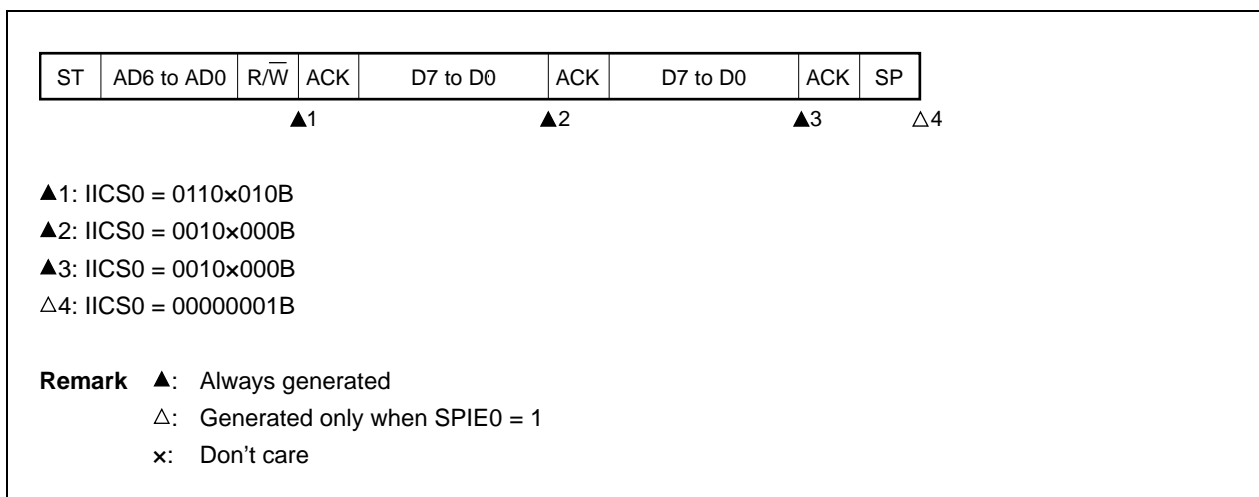 ST AD6 to AD0 R/W̅ ACK D7 to D0 ACK D7 to D0 ACK SP
▲1 ▲2 ▲3 △4
▲1: IICS0 = 0110×010B
▲2: IICS0 = 0010×000B
▲3: IICS0 = 0010×000B
△4: IICS0 = 00000001B
Remark ▲: Always generated
△: Generated only when SPIE0 = 1
×: Don't care